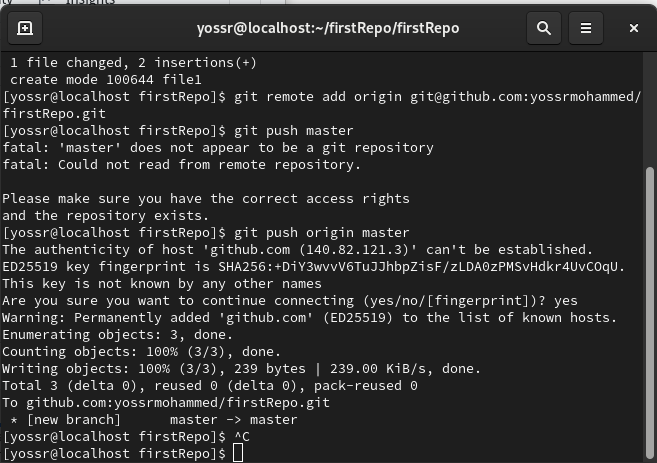 Insights
yossr@localhost:~/firstRepo/firstRepo
1 file changed, 2 insertions(+)
create mode 100644 file1
[yossr@localhost firstRepo]$ git remote add origin git@github.com:yossrmohammed/
firstRepo.git
[yossr@localhost firstRepo]$ git push master
fatal: 'master' does not appear to be a git repository
fatal: Could not read from remote repository.
Please make sure you have the correct access rights
and the repository exists.
[yossr@localhost firstRepo]$ git push origin master
The authenticity of host 'github.com (140.82.121.3)' can't be established.
ED25519 key fingerprint is SHA256:+DiY3wvvV6TuJJhbpZisF/zLDA0zPMSvHdkr4UvCOqU.
This key is not known by any other names
Are you sure you want to continue connecting (yes/no/[fingerprint])? yes
Warning: Permanently added 'github.com' (ED25519) to the list of known hosts.
Enumerating objects: 3, done.
Counting objects: 100% (3/3), done.
Writing objects: 100% (3/3), 239 bytes | 239.00 KiB/s, done.
Total 3 (delta 0), reused 0 (delta 0), pack-reused 0
To github.com:yossrmohammed/firstRepo.git
* [new branch]      master -> master
[yossr@localhost firstRepo]$ ^C
[yossr@localhost firstRepo]$